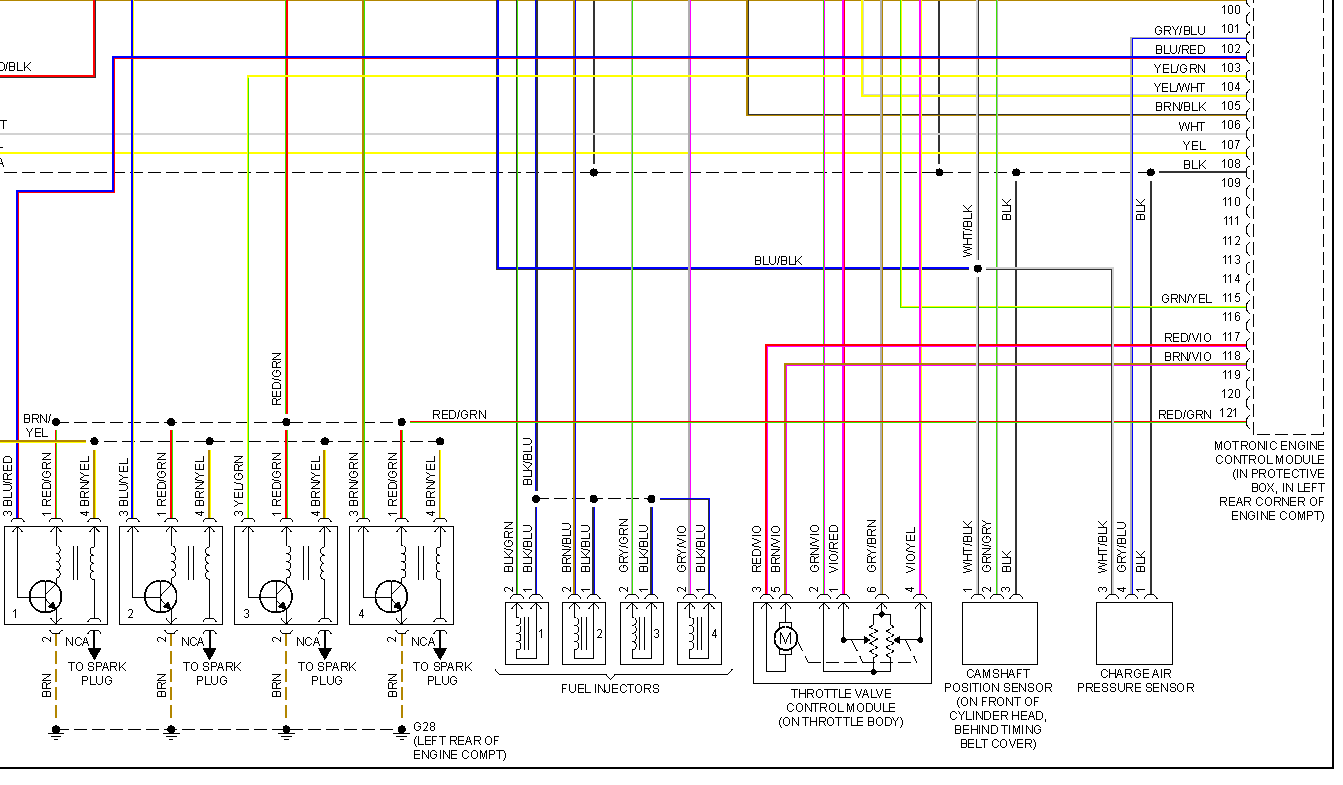 100
GRY/BLU 101
BLU/RED 102
YEL/GRN 103
YEL/WHT 104
BRN/BLK 105
WHT 106
YEL 107
BLK 108
109
110
111
112
113
114
GRN/YEL 115
116
RED/VIO 117
BRN/VIO 118
119
120
RED/GRN 121
MOTRONIC ENGINE
CONTROL MODULE
(IN PROTECTIVE
BOX, IN LEFT
REAR CORNER OF
ENGINE COMPT)
/BLK
T
A
WHT/BLK
BLK
BLK
BLU/BLK
RED/GRN
BRN/
YEL
RED/GRN
BLK/BLU
3 BLU/RED
1 RED/GRN
4 BRN/YEL
3 BLU/YEL
1 RED/GRN
4 BRN/YEL
3 YEL/GRN
1 RED/GRN
4 BRN/YEL
3 BRN/GRN
1 RED/GRN
4 BRN/YEL
2 BLK/GRN
1 BLK/BLU
2 BRN/BLU
1 BLK/BLU
2 GRY/GRN
1 BLK/BLU
2 GRY/VIO
1 BLK/BLU
3 RED/VIO
5 BRN/VIO
2 GRN/VIO
1 VIO/RED
6 GRY/BRN
4 VIO/YEL
1 WHT/BLK
2 GRN/GRY
3 BLK
3 WHT/BLK
4 GRY/BLU
1 BLK
1
2
3
4
1
2
3
4
M
2
NCA
2
NCA
2
NCA
2
NCA
TO SPARK
PLUG
TO SPARK
PLUG
TO SPARK
PLUG
TO SPARK
PLUG
BRN
BRN
BRN
BRN
G28
(LEFT REAR OF
ENGINE COMPT)
FUEL INJECTORS
THROTTLE VALVE
CONTROL MODULE
(ON THROTTLE BODY)
CAMSHAFT
POSITION SENSOR
(ON FRONT OF
CYLINDER HEAD,
BEHIND TIMING
BELT COVER)
CHARGE AIR
PRESSURE SENSOR